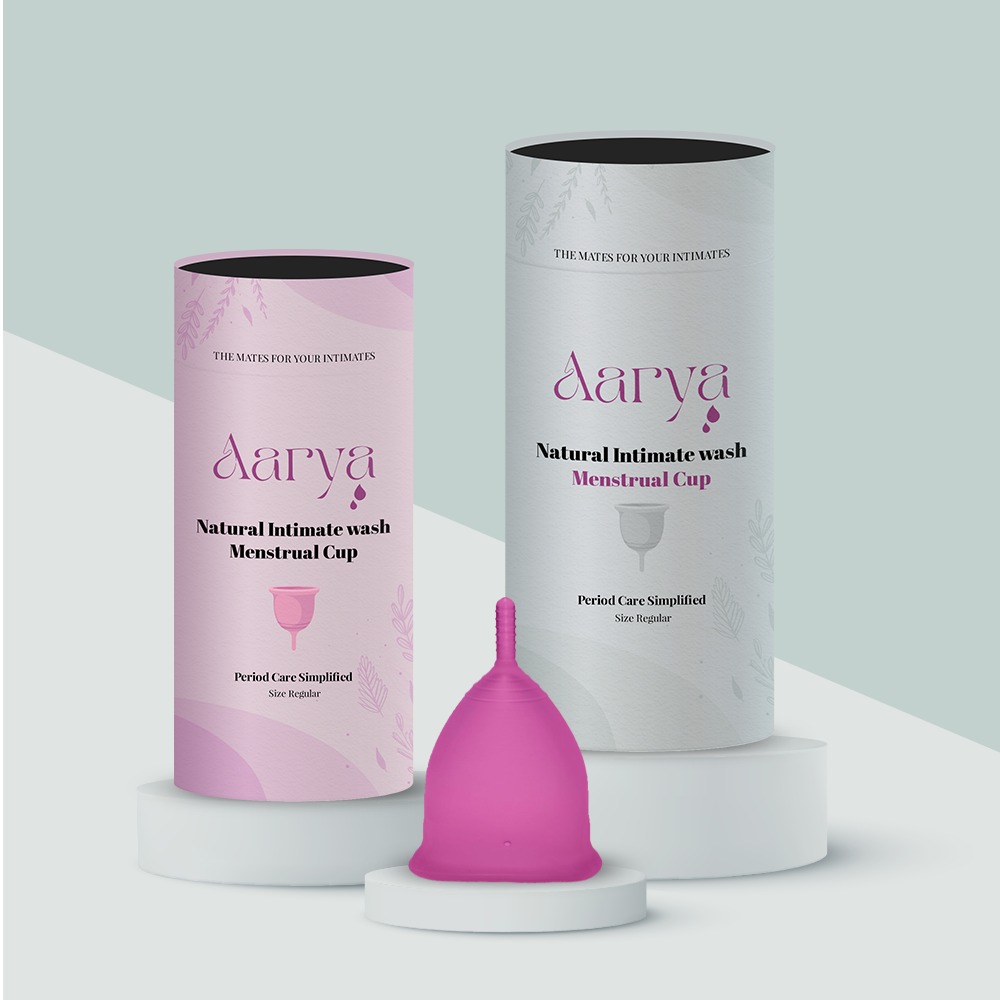 THE MATES FOR YOUR INTIMATES
Aarya
Natural Intimate wash
Menstrual Cup
Period Care Simplified
Size Regular
THE MATES FOR YOUR INTIMATES
Aarya
Natural Intimate wash
Menstrual Cup
Period Care Simplified
Size Regular